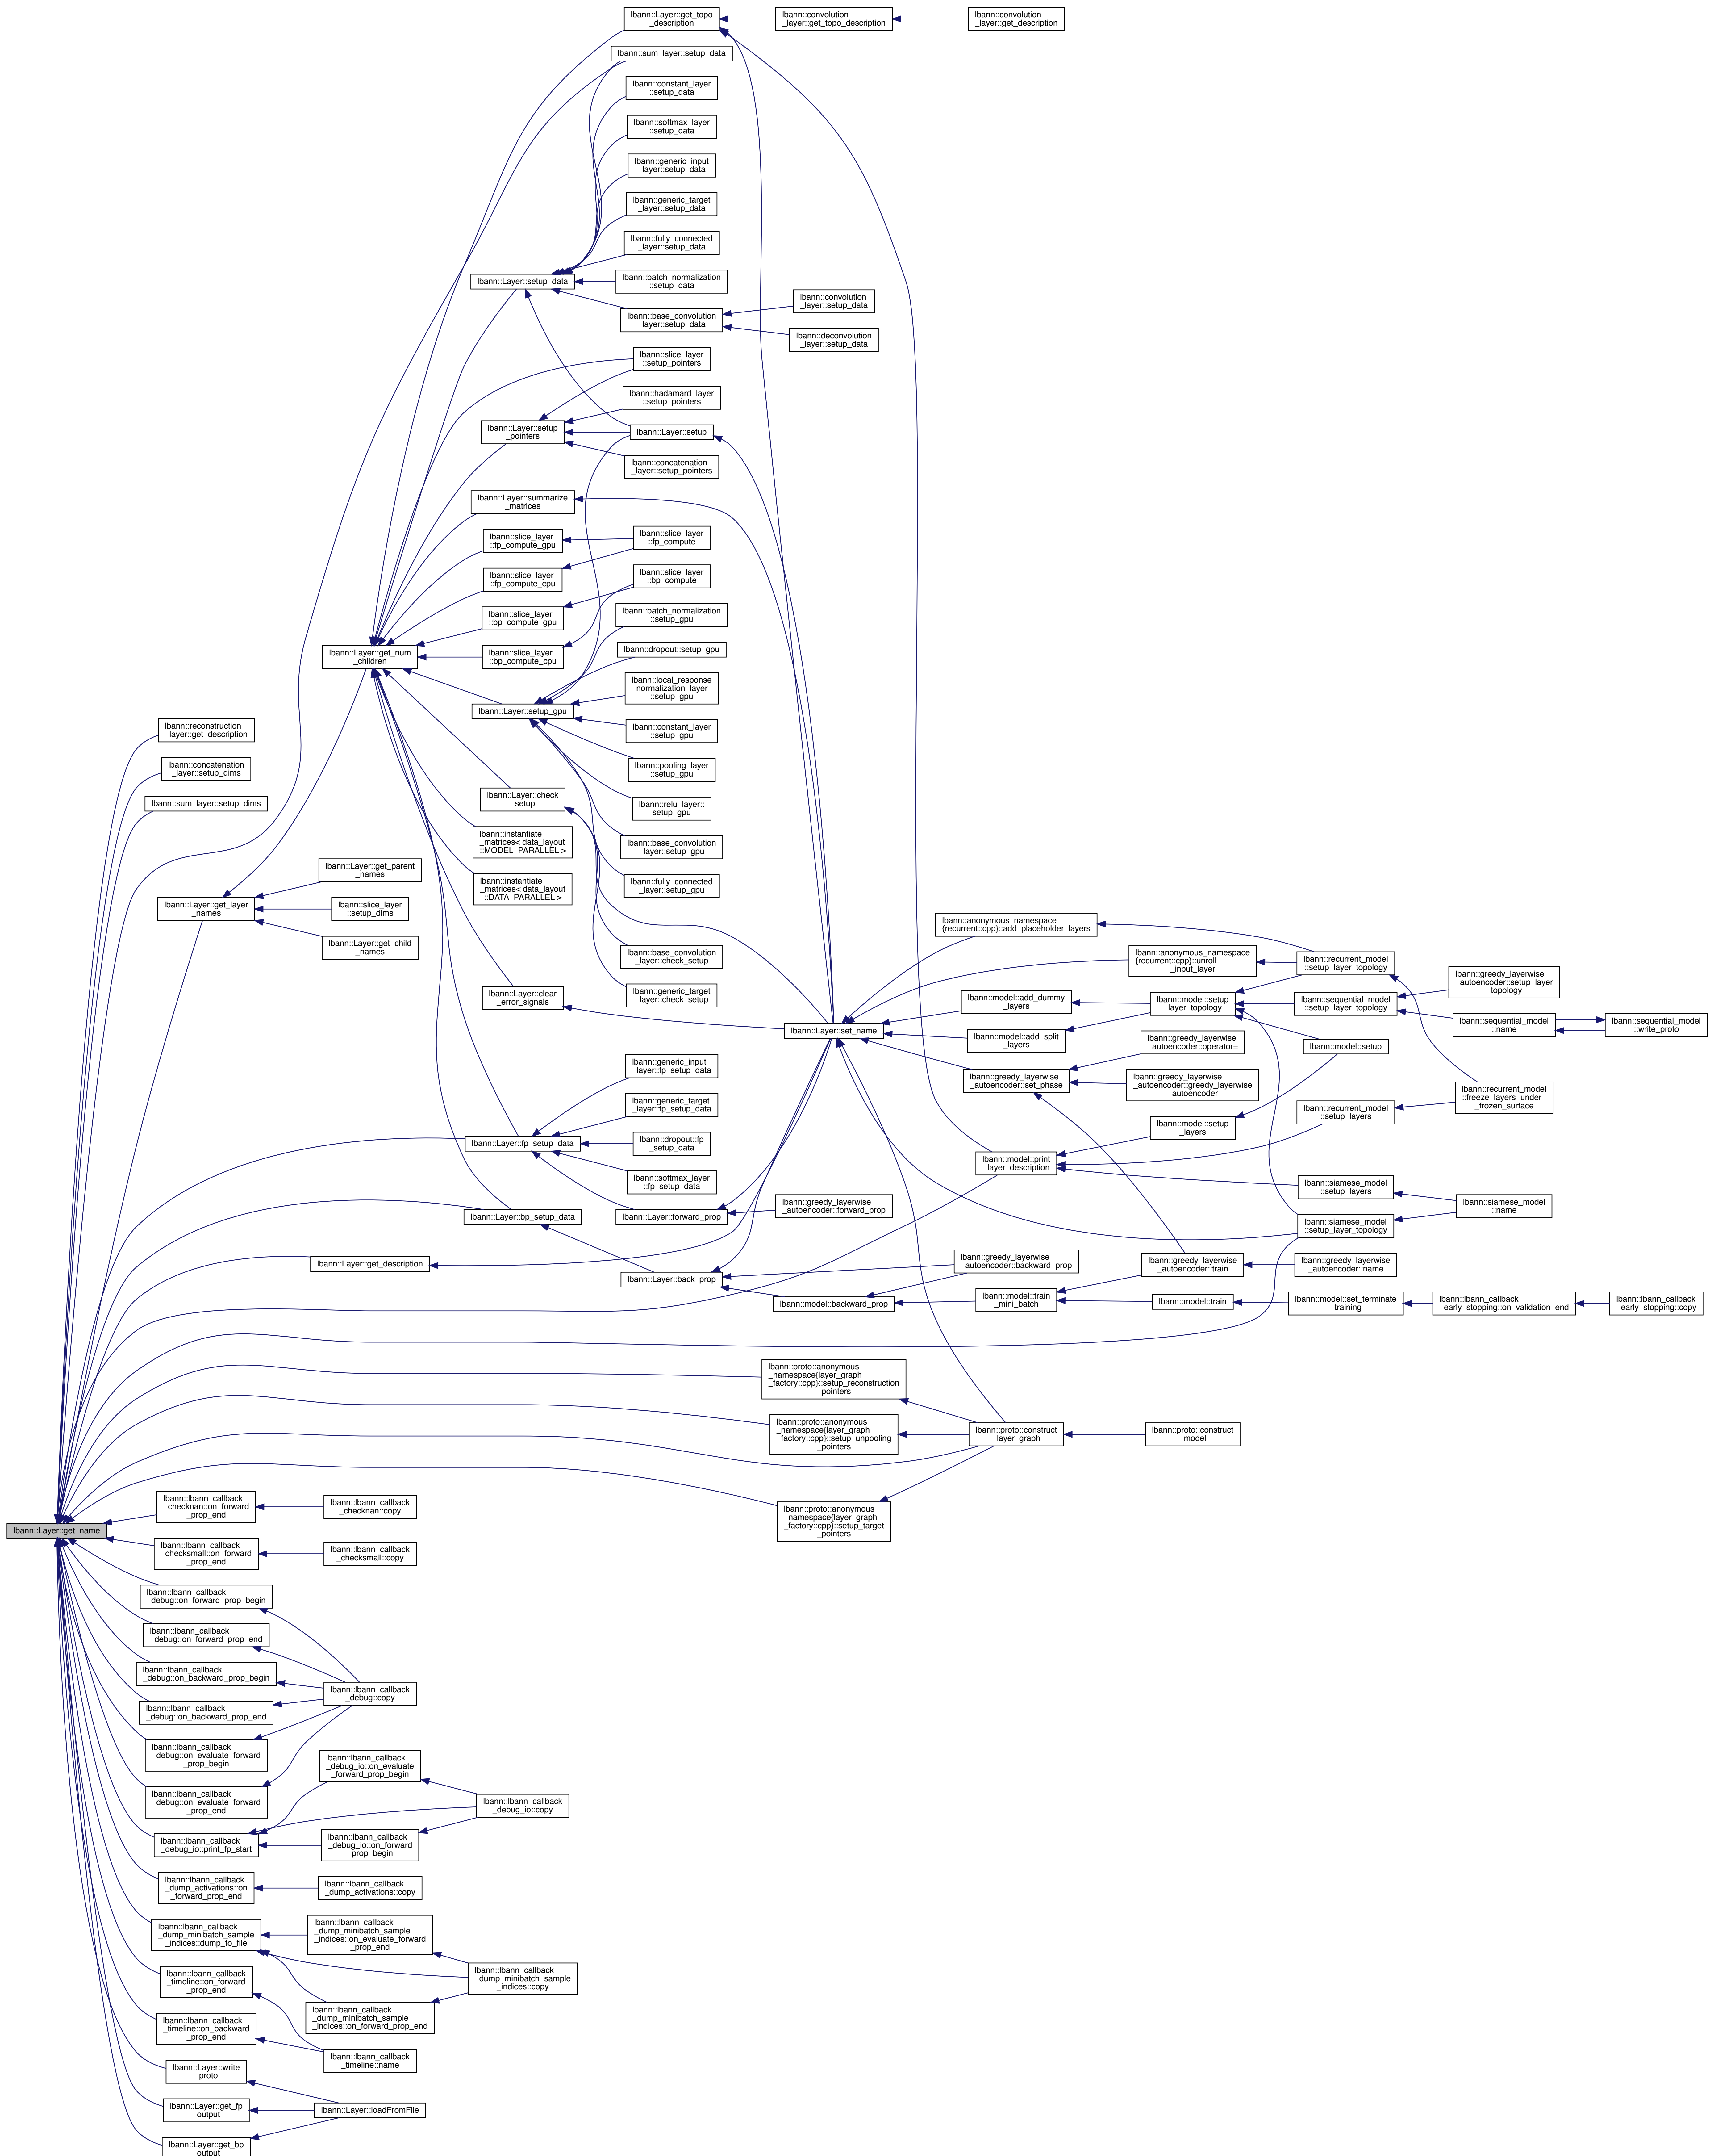 lbann::Layer::get_topo
_description
lbann::convolution
_layer::get_topo_description
lbann::convolution
_layer::get_description
lbann::sum_layer::setup_data
lbann::constant_layer
::setup_data
lbann::softmax_layer
::setup_data
lbann::generic_input
_layer::setup_data
lbann::generic_target
_layer::setup_data
lbann::fully_connected
_layer::setup_data
lbann::Layer::setup_data
lbann::batch_normalization
::setup_data
lbann::base_convolution
_layer::setup_data
lbann::convolution
_layer::setup_data
lbann::deconvolution
_layer::setup_data
lbann::slice_layer
::setup_pointers
lbann::hadamard_layer
::setup_pointers
lbann::Layer::setup
_pointers
lbann::Layer::setup
lbann::concatenation
_layer::setup_pointers
lbann::Layer::summarize
_matrices
lbann::slice_layer
::fp_compute_gpu
lbann::slice_layer
::fp_compute
lbann::slice_layer
::fp_compute_cpu
lbann::slice_layer
::bp_compute
lbann::slice_layer
::bp_compute_gpu
lbann::batch_normalization
::setup_gpu
lbann::Layer::get_num
_children
lbann::slice_layer
::bp_compute_cpu
lbann::dropout::setup_gpu
lbann::local_response
_normalization_layer
::setup_gpu
lbann::Layer::setup_gpu
lbann::constant_layer
::setup_gpu
lbann::pooling_layer
::setup_gpu
lbann::relu_layer::
setup_gpu
lbann::base_convolution
_layer::setup_gpu
lbann::fully_connected
_layer::setup_gpu
lbann::reconstruction
_layer::get_description
lbann::concatenation
_layer::setup_dims
lbann::sum_layer::setup_dims
lbann::Layer::check
_setup
lbann::instantiate
_matrices< data_layout
::MODEL_PARALLEL >
lbann::instantiate
_matrices< data_layout
::DATA_PARALLEL >
lbann::Layer::get_parent
_names
lbann::Layer::get_layer
_names
lbann::slice_layer
::setup_dims
lbann::Layer::get_child
_names
lbann::base_convolution
_layer::check_setup
lbann::generic_target
_layer::check_setup
lbann::Layer::clear
_error_signals
lbann::Layer::set_name
lbann::anonymous_namespace
{recurrent.cpp}::add_placeholder_layers
lbann::anonymous_namespace
{recurrent.cpp}::unroll
_input_layer
lbann::recurrent_model
::setup_layer_topology
lbann::greedy_layerwise
_autoencoder::setup_layer
_topology
lbann::model::add_dummy
_layers
lbann::model::setup
_layer_topology
lbann::sequential_model
::setup_layer_topology
lbann::sequential_model
::name
lbann::sequential_model
::write_proto
lbann::model::add_split
_layers
lbann::greedy_layerwise
_autoencoder::operator=
lbann::model::setup
lbann::greedy_layerwise
_autoencoder::set_phase
lbann::greedy_layerwise
_autoencoder::greedy_layerwise
_autoencoder
lbann::recurrent_model
::freeze_layers_under
_frozen_surface
lbann::recurrent_model
::setup_layers
lbann::model::setup
_layers
lbann::model::print
_layer_description
lbann::siamese_model
::setup_layers
lbann::siamese_model
::name
lbann::siamese_model
::setup_layer_topology
lbann::generic_input
_layer::fp_setup_data
lbann::generic_target
_layer::fp_setup_data
lbann::Layer::fp_setup_data
lbann::dropout::fp
_setup_data
lbann::softmax_layer
::fp_setup_data
lbann::Layer::bp_setup_data
lbann::Layer::forward_prop
lbann::greedy_layerwise
_autoencoder::forward_prop
lbann::Layer::get_description
lbann::Layer::back_prop
lbann::greedy_layerwise
_autoencoder::backward_prop
lbann::greedy_layerwise
_autoencoder::train
lbann::greedy_layerwise
_autoencoder::name
lbann::model::backward_prop
lbann::model::train
_mini_batch
lbann::model::train
lbann::model::set_terminate
_training
lbann::lbann_callback
_early_stopping::on_validation_end
lbann::lbann_callback
_early_stopping::copy
lbann::proto::anonymous
_namespace{layer_graph
_factory::cpp}::setup_reconstruction
_pointers
lbann::proto::anonymous
_namespace{layer_graph
_factory::cpp}::setup_unpooling
_pointers
lbann::proto::construct
_layer_graph
lbann::proto::construct
_model
lbann::proto::anonymous
_namespace{layer_graph
_factory::cpp}::setup_target
_pointers
lbann::Layer::get_name
lbann::lbann_callback
_checknan::on_forward
_prop_end
lbann::lbann_callback
_checknan::copy
lbann::lbann_callback
_checksmall::on_forward
_prop_end
lbann::lbann_callback
_checksmall::copy
lbann::lbann_callback
_debug::on_forward_prop_begin
lbann::lbann_callback
_debug::on_forward_prop_end
lbann::lbann_callback
_debug::on_backward_prop_begin
lbann::lbann_callback
_debug::copy
lbann::lbann_callback
_debug::on_backward_prop_end
lbann::lbann_callback
_debug::on_evaluate_forward
_prop_begin
lbann::lbann_callback
_debug::on_evaluate_forward
_prop_end
lbann::lbann_callback
_debug_io::on_evaluate
_forward_prop_begin
lbann::lbann_callback
_debug_io::copy
lbann::lbann_callback
_debug_io::print_fp_start
lbann::lbann_callback
_debug_io::on_forward
_prop_begin
lbann::lbann_callback
_dump_activations::on
_forward_prop_end
lbann::lbann_callback
_dump_activations::copy
lbann::lbann_callback
_dump_minibatch_sample
_indices::dump_to_file
lbann::lbann_callback
_dump_minibatch_sample
_indices::on_evaluate_forward
_prop_end
lbann::lbann_callback
_dump_minibatch_sample
_indices::copy
lbann::lbann_callback
_dump_minibatch_sample
_indices::on_forward_prop_end
lbann::lbann_callback
_timeline::on_forward
_prop_end
lbann::lbann_callback
_timeline::on_backward
_prop_end
lbann::lbann_callback
_timeline::name
lbann::Layer::write
_proto
lbann::Layer::get_fp
_output
lbann::Layer::loadFromFile
lbann::Layer::get_bp
_output